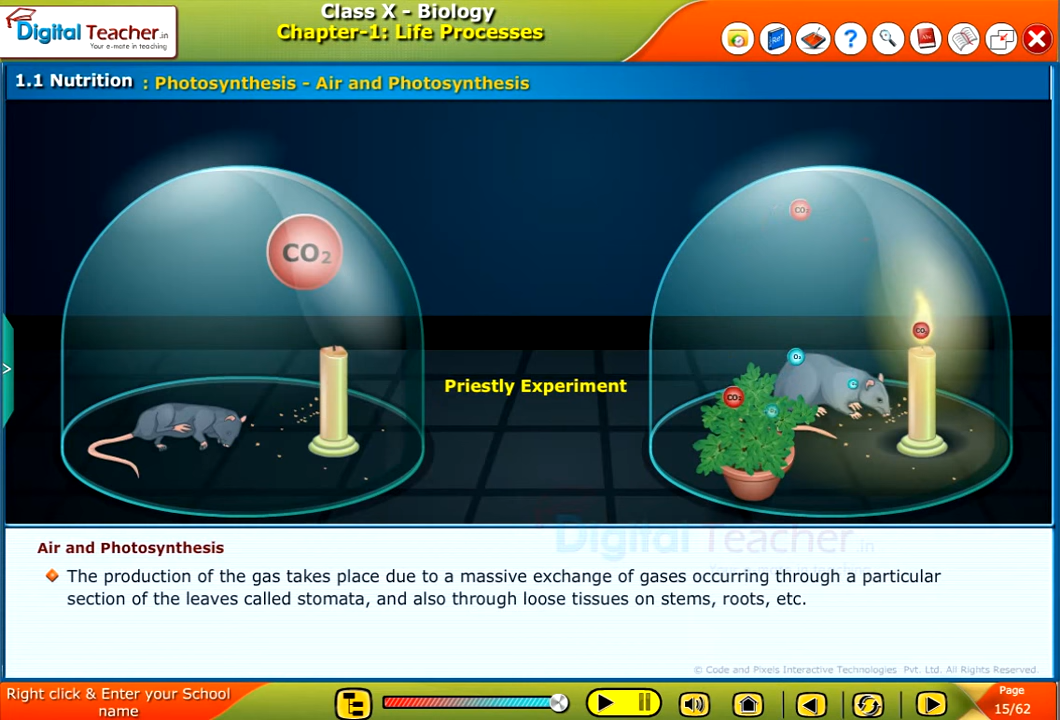 Digital Teacher.in
Your e-mate in teaching
Class X - Biology
Chapter-1: Life Processes
1.1 Nutrition : Photosynthesis - Air and Photosynthesis
CO₂
CO₂
CO₂
O₂
CO₂
Priestly Experiment
Digital Teacher.in
Air and Photosynthesis
The production of the gas takes place due to a massive exchange of gases occurring through a particular
section of the leaves called stomata, and also through loose tissues on stems, roots, etc.
© Code and Pixels Interactive Technologies. Pvt. Ltd. All Rights Reserved.
Right click & Enter your School
name
Page
15/62